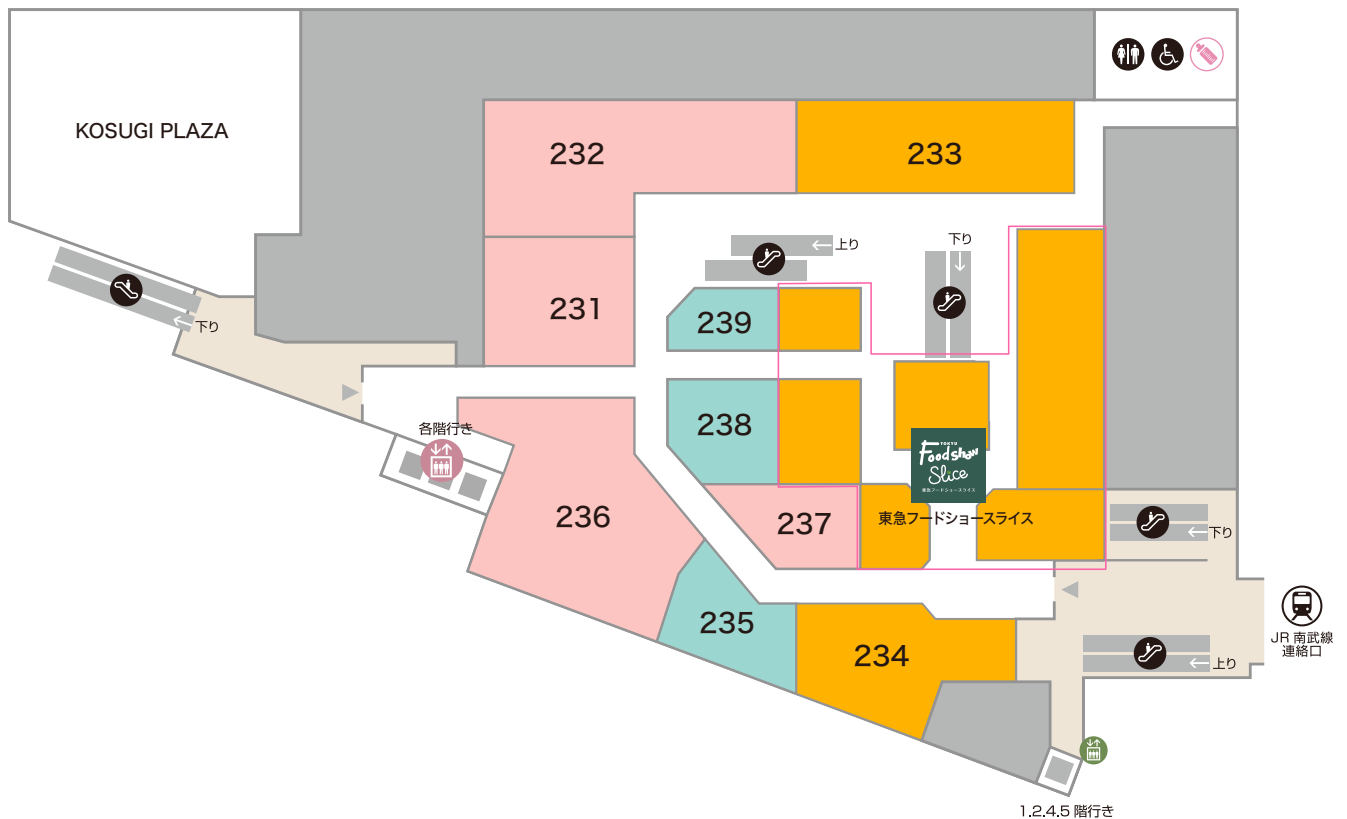 KOSUGI PLAZA
232
233
上り
下り
231
239
下り
238
各階行き
TOKYU
Foodshow
Slice
東急フードショースライス
237
東急フードショースライス
236
下り
235
JR 南武線
連絡口
234
上り
1.2.4.5 階行き